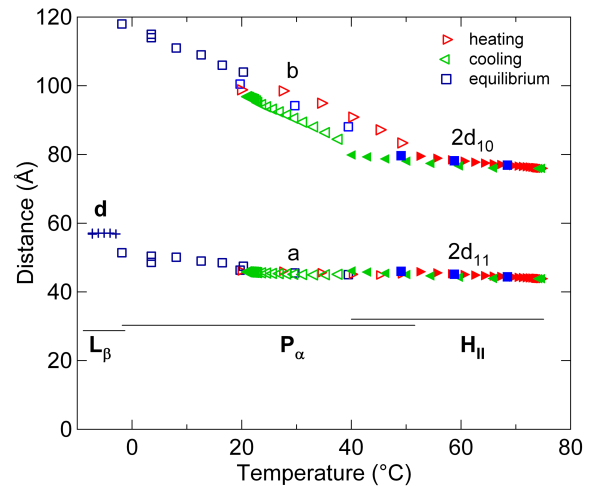 120
100
80
60
40
20
0
Distance (Å)
heating
cooling
equilibrium
b
2d₁₀
d
a
2d₁₁
Lβ
Pα
H_II
0
20
40
60
80
Temperature (°C)